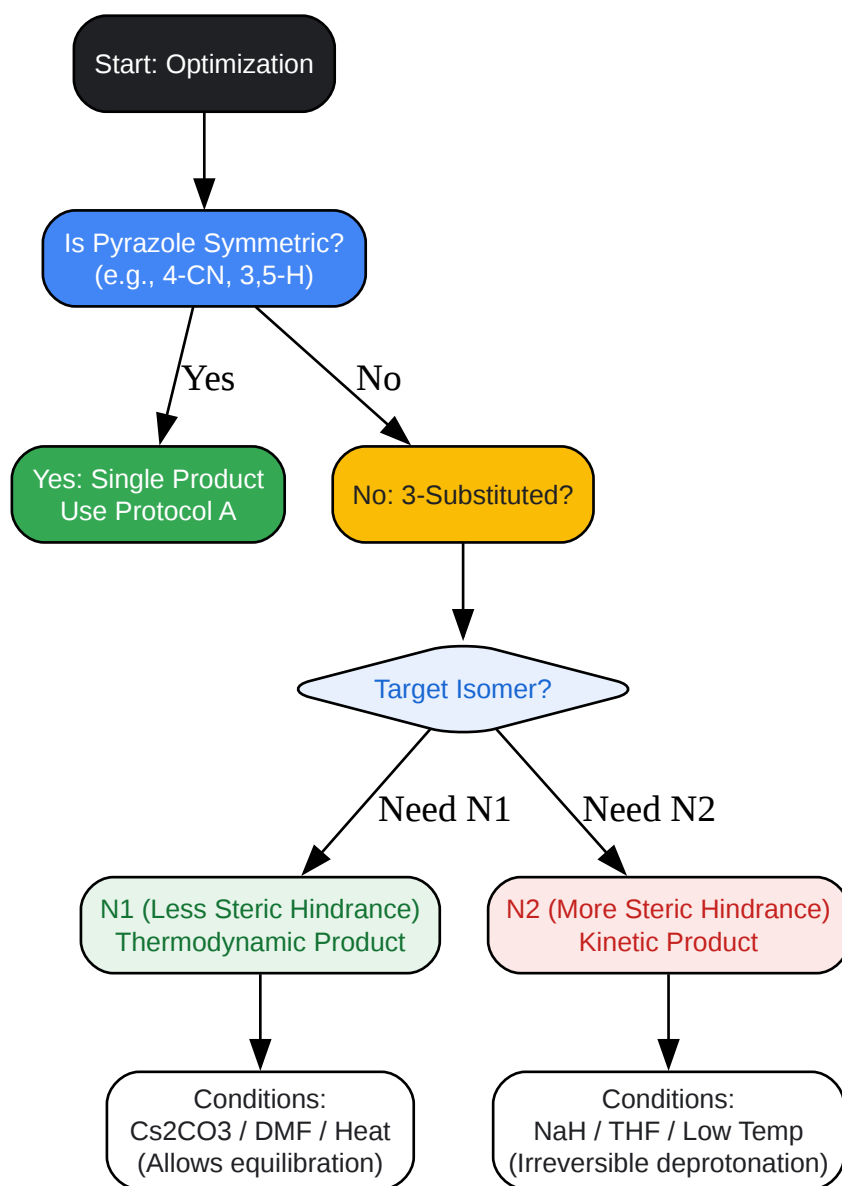 Start: Optimization
Is Pyrazole Symmetric?
(e.g., 4-CN, 3,5-H)
Yes
No
Yes: Single Product
Use Protocol A
No: 3-Substituted?
Target Isomer?
Need N1
Need N2
N1 (Less Steric Hindrance)
Thermodynamic Product
N2 (More Steric Hindrance)
Kinetic Product
Conditions:
Cs2CO3 / DMF / Heat
(Allows equilibration)
Conditions:
NaH / THF / Low Temp
(Irreversible deprotonation)